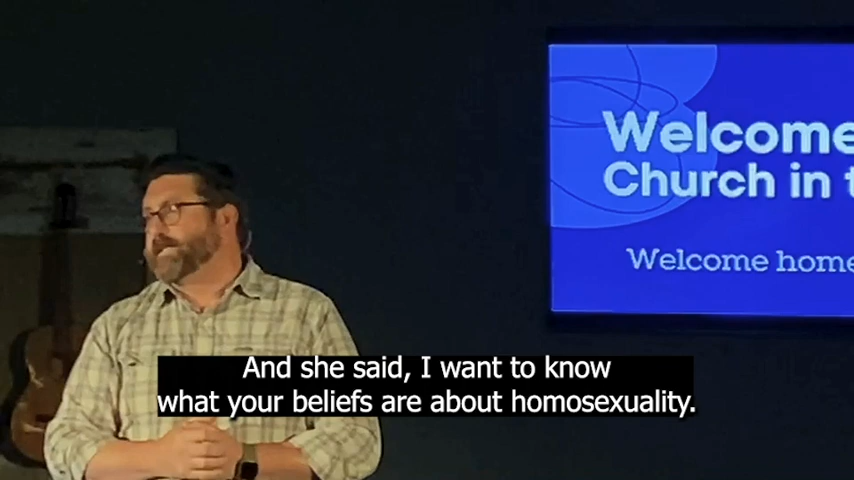 Welcome
Church in
Welcome home
And she said, I want to know
what your beliefs are about homosexuality.